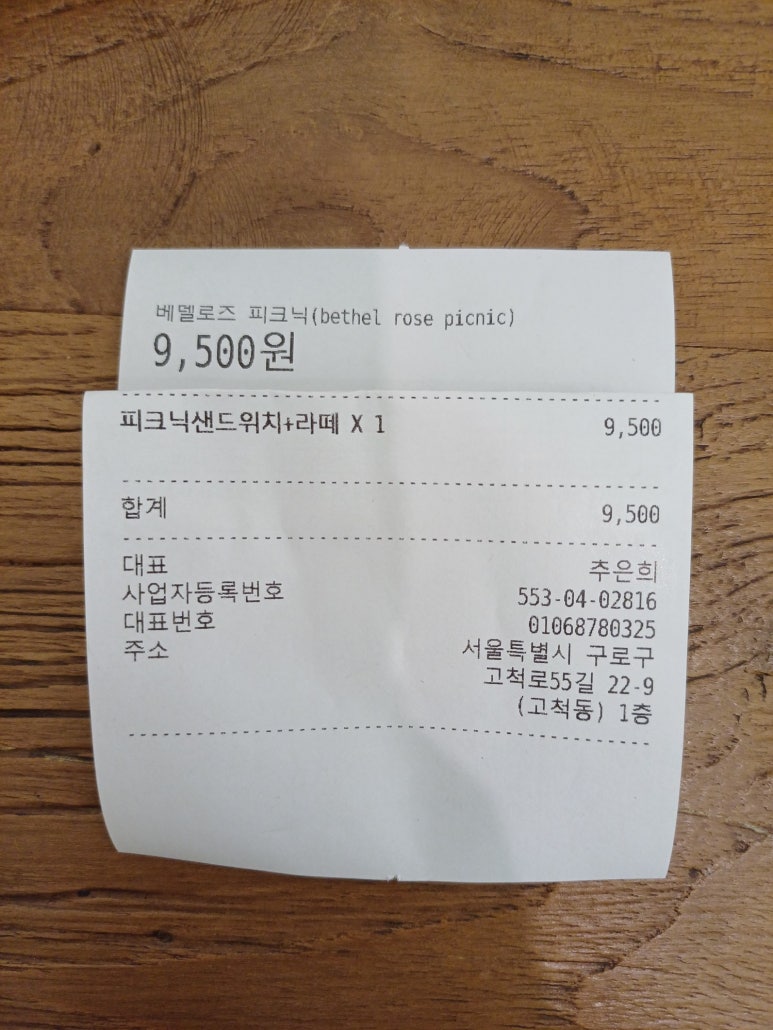 베델로즈 피크닉(bethel rose picnic)
9,500원
피크닉샌드위치+라떼 X 1 9,500
합계 9,500
대표 추은희
사업자등록번호 553-04-02816
대표번호 01068780325
주소 서울특별시 구로구
고척로55길 22-9
(고척동) 1층